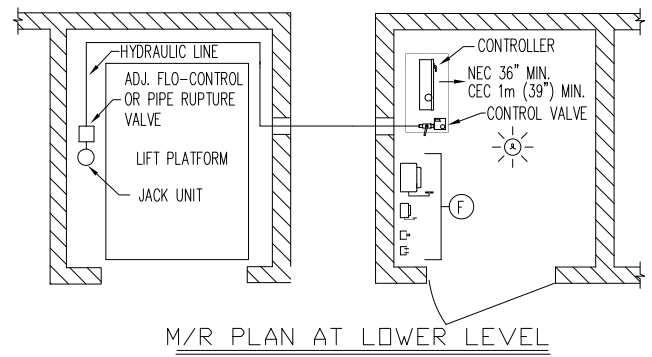 HYDRAULIC LINE
ADJ. FLO-CONTROL
OR PIPE RUPTURE
VALVE
LIFT PLATFORM
JACK UNIT
CONTROLLER
NEC 36" MIN.
CEC 1m (39") MIN.
CONTROL VALVE
F
M/R PLAN AT LOWER LEVEL